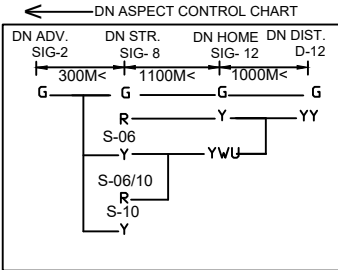 DN ASPECT CONTROL CHART
DN ADV. DN STR. DN HOME DN DIST.
SIG-2 SIG- 8 SIG- 12 D-12
300M< 1100M< 1000M<
G G G G
R Y YY
S-06
Y YWU
S-06/10
R
S-10
Y